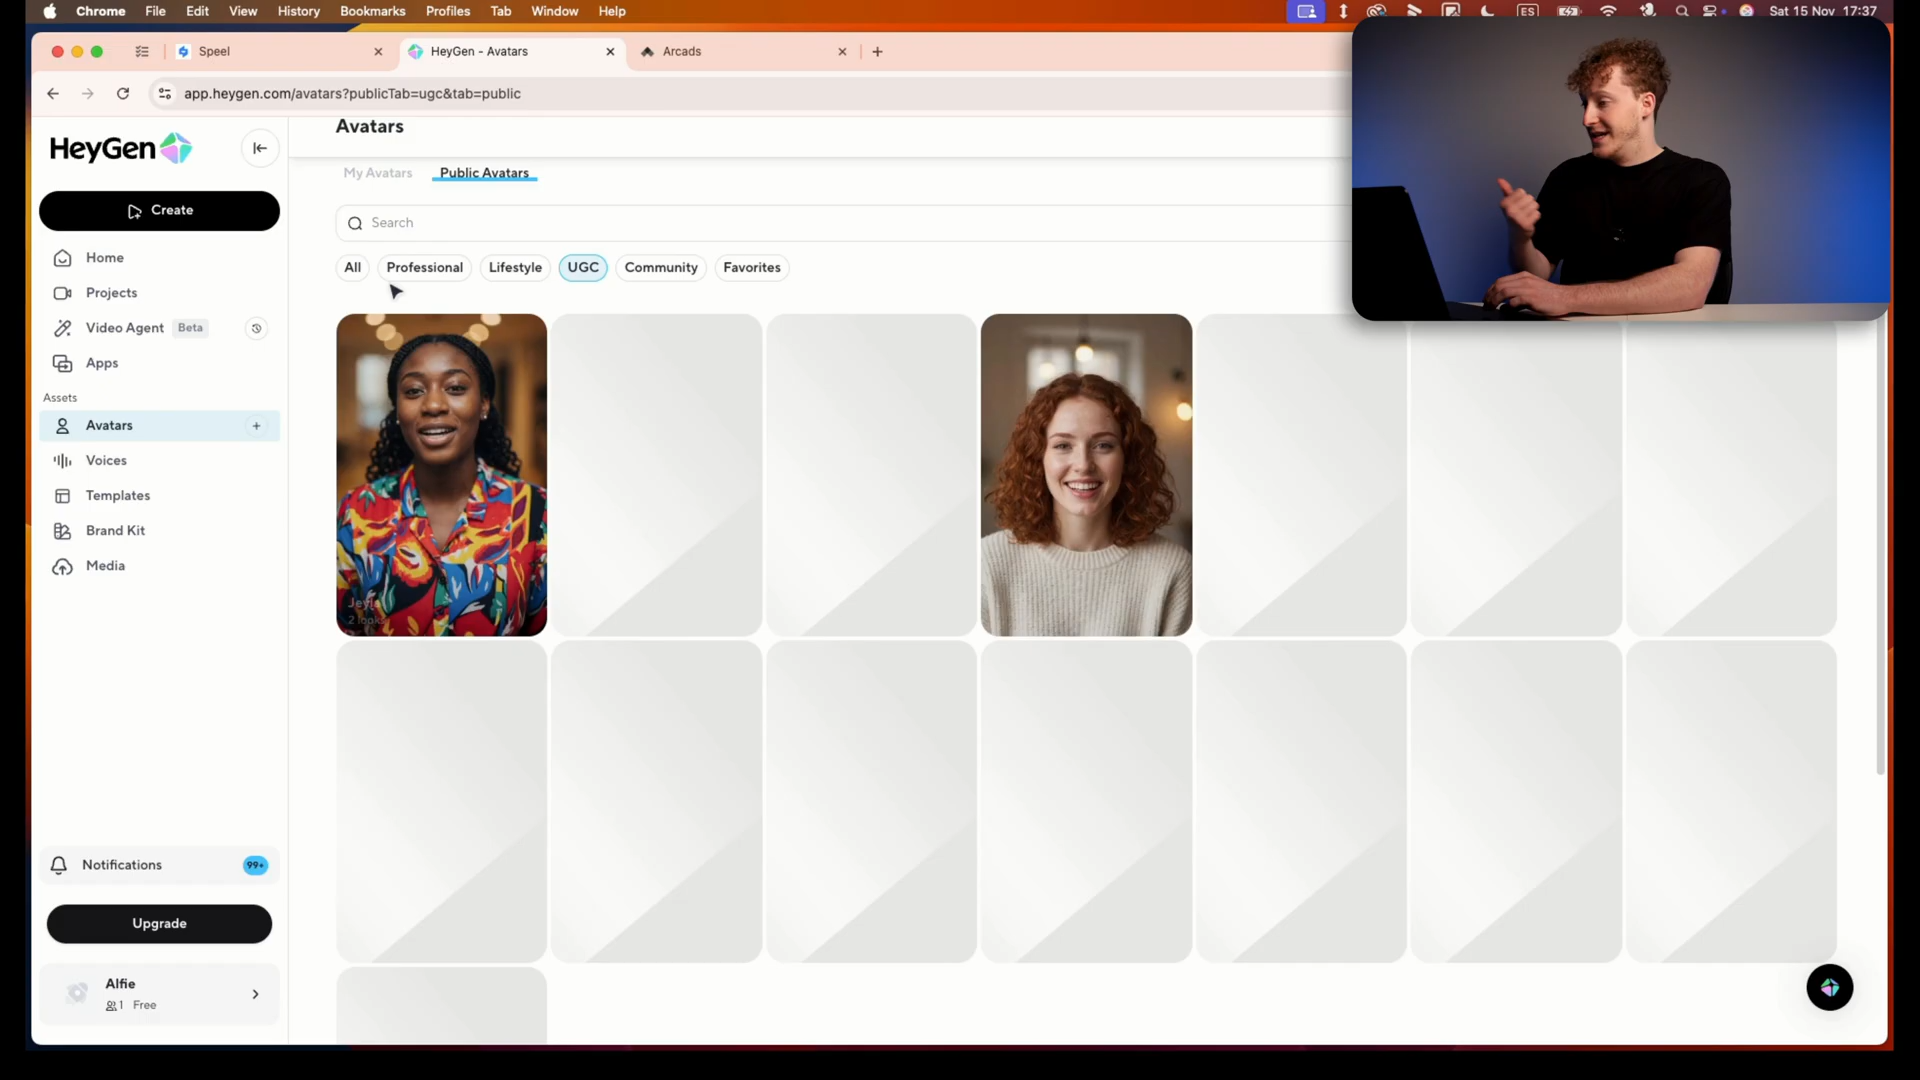 Chrome File Edit View History Bookmarks Profiles Tab Window Help ES Sat 15 Nov 17:37
Speel HeyGen - Avatars Arcads
app.heygen.com/avatars?publicTab=ugc&tab=public
HeyGen
Create
Home
Projects
Video Agent Beta
Apps
Assets
Avatars
Voices
Templates
Brand Kit
Media
Notifications 99+
Upgrade
Alfie
1 Free
Avatars
My Avatars Public Avatars
Search
All Professional Lifestyle UGC Community Favorites
2 looks